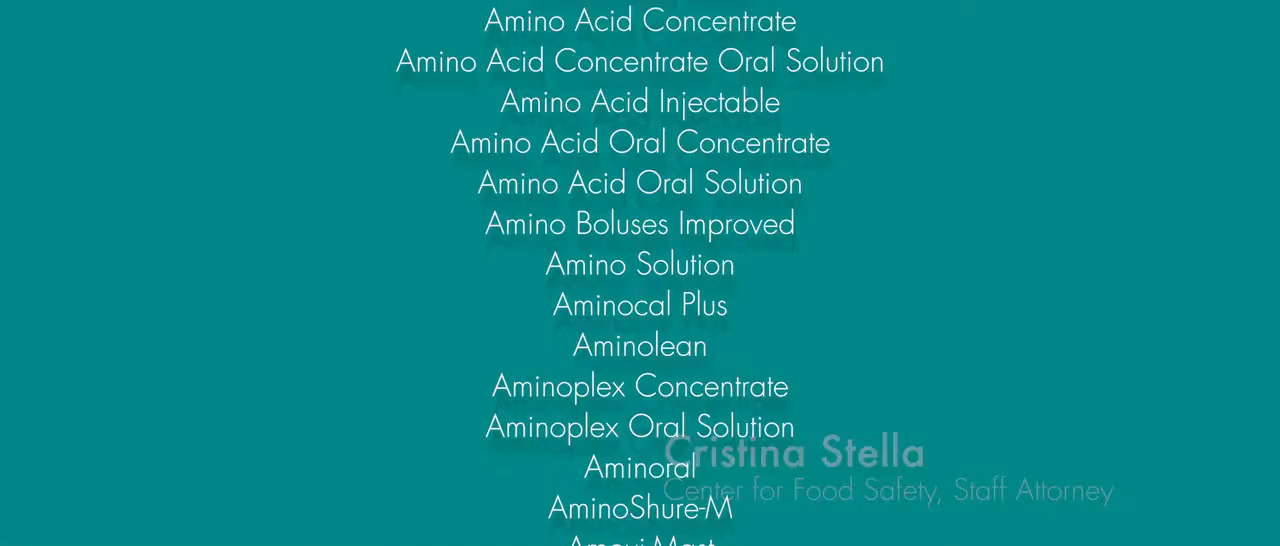 Amino Acid Concentrate
Amino Acid Concentrate Oral Solution
Amino Acid Injectable
Amino Acid Oral Concentrate
Amino Acid Oral Solution
Amino Boluses Improved
Amino Solution
Aminocal Plus
Aminolean
Aminoplex Concentrate
Aminoplex Oral Solution
Cristina Stella
Aminoral
Center for Food Safety, Staff Attorney
AminoShure-M